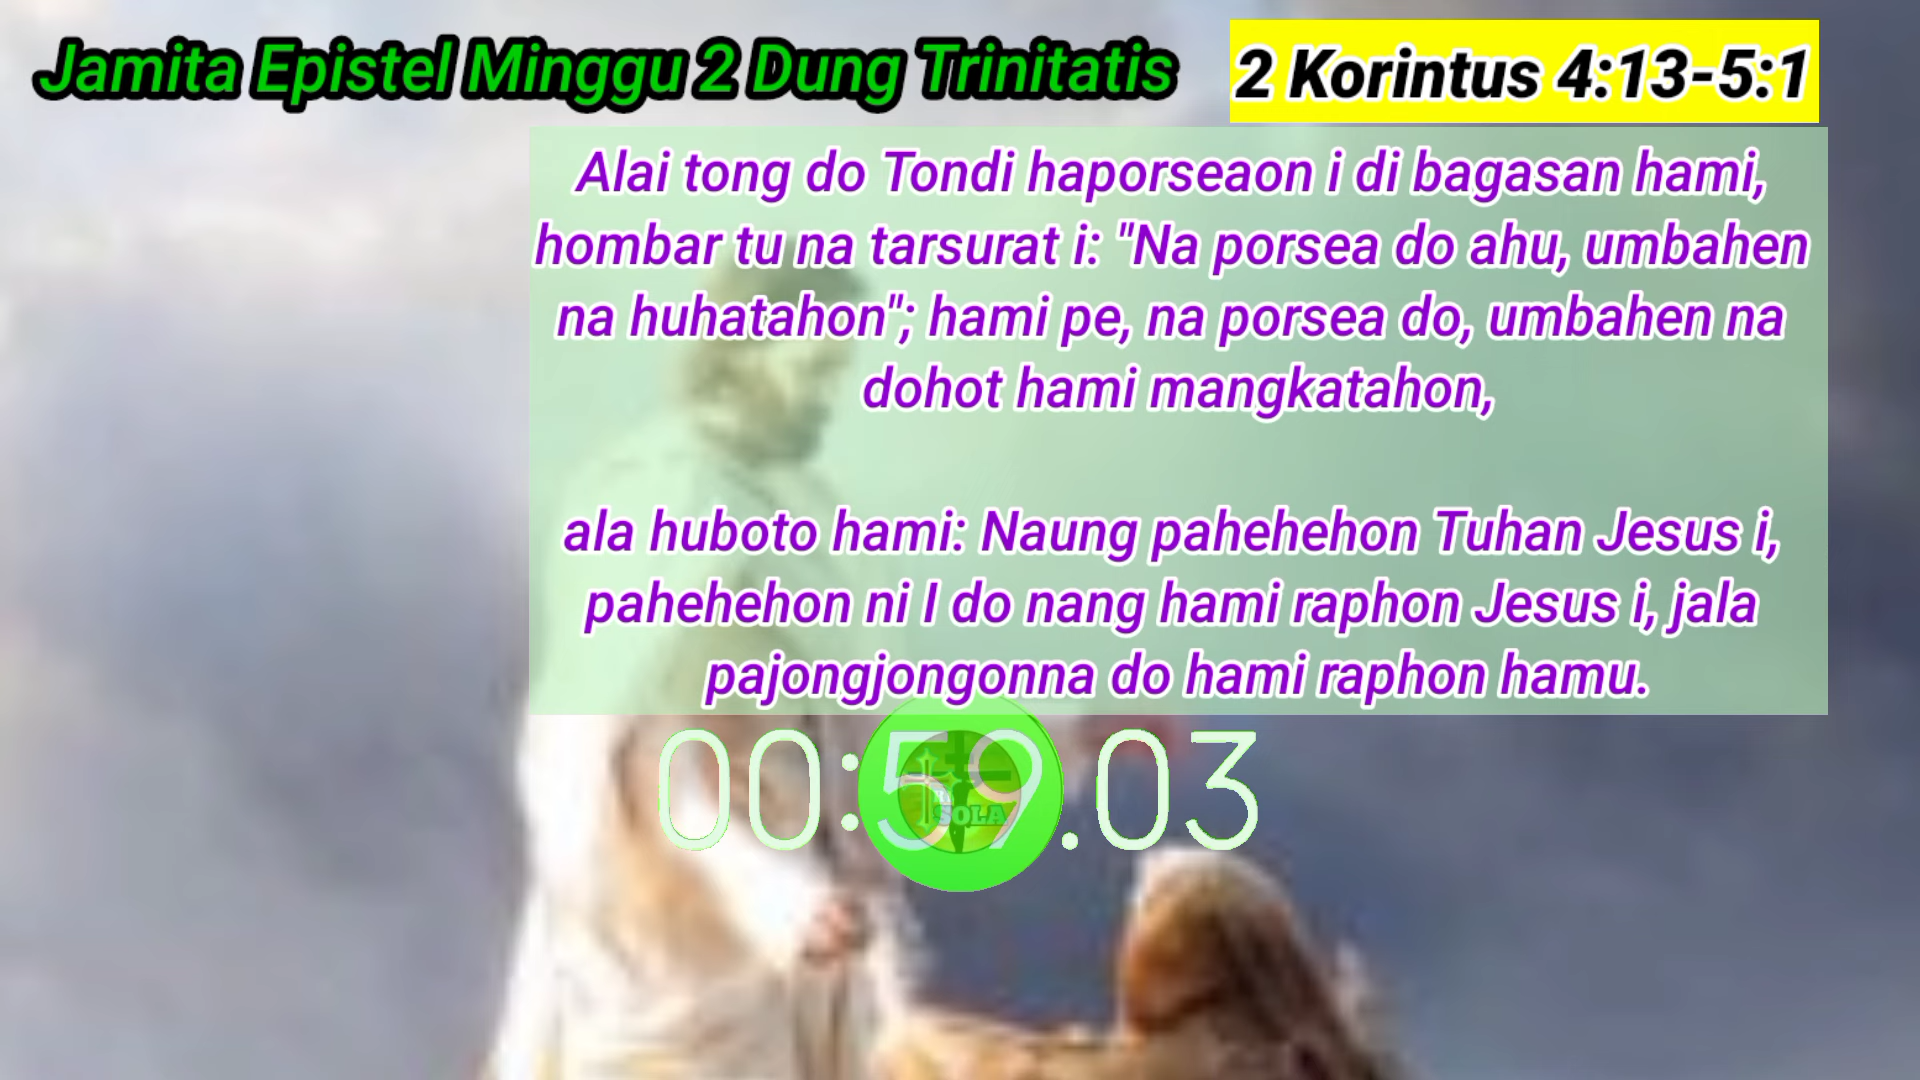 Jamita Epistel Minggu 2 Dung Trinitatis
2 Korintus 4:13-5:1
Alai tong do Tondi haporseaon i di bagasan hami,
hombar tu na tarsurat i: "Na porsea do ahu, umbahen
na huhatahon"; hami pe, na porsea do, umbahen na
dohot hami mangkatahon,
ala huboto hami: Naung pahehehon Tuhan Jesus i,
pahehehon ni I do nang hami raphon Jesus i, jala
pajongjongonna do hami raphon hamu.
00:59.03
SOLA